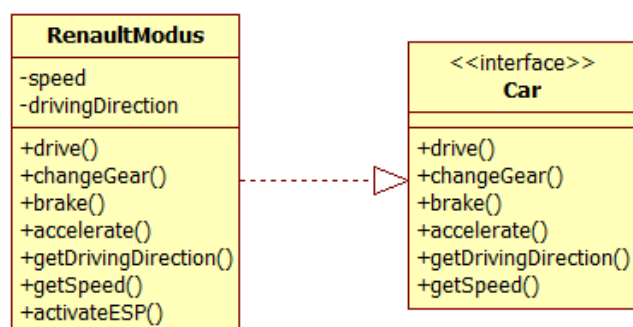 RenaultModus
-speed
-drivingDirection
+drive()
+changeGear()
+brake()
+accelerate()
+getDrivingDirection()
+getSpeed()
+activateESP()
<<interface>>
Car
+drive()
+changeGear()
+brake()
+accelerate()
+getDrivingDirection()
+getSpeed()